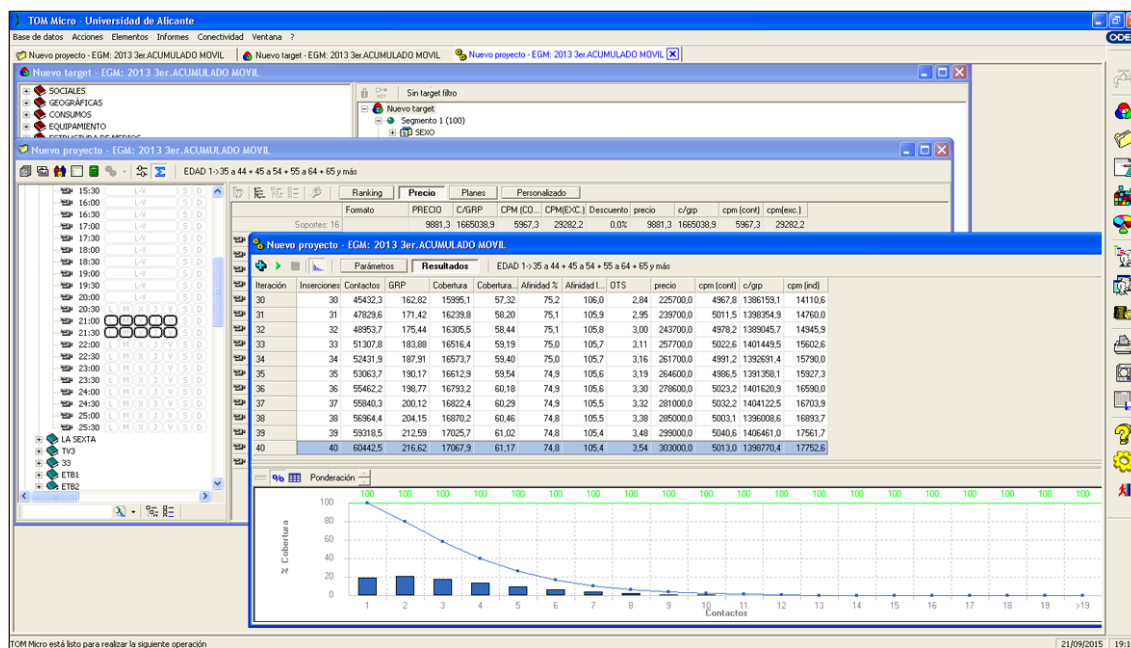 TOM Micro - Universidad de Alicante
Base de datos Acciones Elementos Informes Conectividad Ventana ?
ODEC
Nuevo proyecto - EGM: 2013 3er.ACUMULADO MOVIL Nuevo target - EGM: 2013 3er.ACUMULADO MOVIL Nuevo proyecto - EGM: 2013 3er.ACUMULADO MOVIL
Nuevo target - EGM: 2013 3er.ACUMULADO MOVIL
SOCIALES
GEOGRÁFICAS
CONSUMOS
EQUIPAMIENTO
ESTRUCTURA DE MEDIOS
Sin target filtro
Nuevo target
Segmento 1 (100)
SEXO
Nuevo proyecto - EGM: 2013 3er.ACUMULADO MOVIL
EDAD 1->35 a 44 + 45 a 54 + 55 a 64 + 65 y más
15:30 L-V S D
16:00 L-V S D
16:30 L-V S D
17:00 L-V S D
17:30 L-V S D
18:00 L-V S D
18:30 L-V S D
19:00 L-V S D
19:30 L-V S D
20:00 L-V S D
20:30 L M X J V S D
21:00 L M X J V S D
21:30 L M X J V S D
22:00 L M X J V S D
22:30 L M X J V S D
23:00 L M X J V S D
23:30 L M X J V S D
24:00 L M X J V S D
24:30 L M X J V S D
25:00 L M X J V S D
25:30 L M X J V S D
LA SEXTA
TV3
33
ETB1
ETB2
Ranking Precio Planes Personalizado
Formato PRECIO C/GRP CPM (CO... CPM(EXC.) Descuento precio c/grp cpm (cont) cpm(exc.)
Soportes: 16 9881,3 1665038,9 5967,3 29282,2 0,0% 9881,3 1665038,9 5967,3 29282,2
Nuevo proyecto - EGM: 2013 3er.ACUMULADO MOVIL
Parámetros Resultados EDAD 1->35 a 44 + 45 a 54 + 55 a 64 + 65 y más
Iteración Inserciones Contactos GRP Cobertura Cobertura... Afinidad % Afinidad I... OTS precio cpm (cont) c/grp cpm (ind)
30 30 45432,3 162,82 15995,1 57,32 75,2 106,0 2,84 225700,0 4967,8 1386159,1 14110,6
31 31 47829,6 171,42 16239,8 58,20 75,1 105,9 2,95 239700,0 5011,5 1398354,9 14760,0
32 32 48953,7 175,44 16305,5 58,44 75,1 105,8 3,00 243700,0 4978,2 1389045,7 14945,9
33 33 51307,8 183,88 16516,4 59,19 75,0 105,7 3,11 257700,0 5022,6 1401449,5 15602,6
34 34 52431,9 187,91 16573,7 59,40 75,0 105,7 3,16 261700,0 4991,2 1392691,4 15790,0
35 35 53063,7 190,17 16612,9 59,54 74,9 105,6 3,19 264600,0 4986,5 1391358,1 15927,3
36 36 55462,2 198,77 16793,2 60,18 74,9 105,6 3,30 278600,0 5023,2 1401620,9 16590,0
37 37 55840,3 200,12 16822,4 60,29 74,9 105,5 3,32 281000,0 5032,2 1404122,5 16703,9
38 38 56964,4 204,15 16870,2 60,46 74,8 105,5 3,38 285000,0 5003,1 1396008,6 16893,7
39 39 59318,5 212,59 17025,7 61,02 74,8 105,4 3,48 299000,0 5040,6 1406461,0 17561,7
40 40 60442,5 216,62 17067,9 61,17 74,8 105,4 3,54 303000,0 5013,0 1398770,4 17752,6
Ponderación
100 100 100 100 100 100 100 100 100 100 100 100 100 100 100 100 100 100 100 100
100
80
60
40
20
0
% Cobertura
1 2 3 4 5 6 7 8 9 10 11 12 13 14 15 16 17 18 19 >19
Contactos
TOM Micro está listo para realizar la siguiente operación
21/09/2015